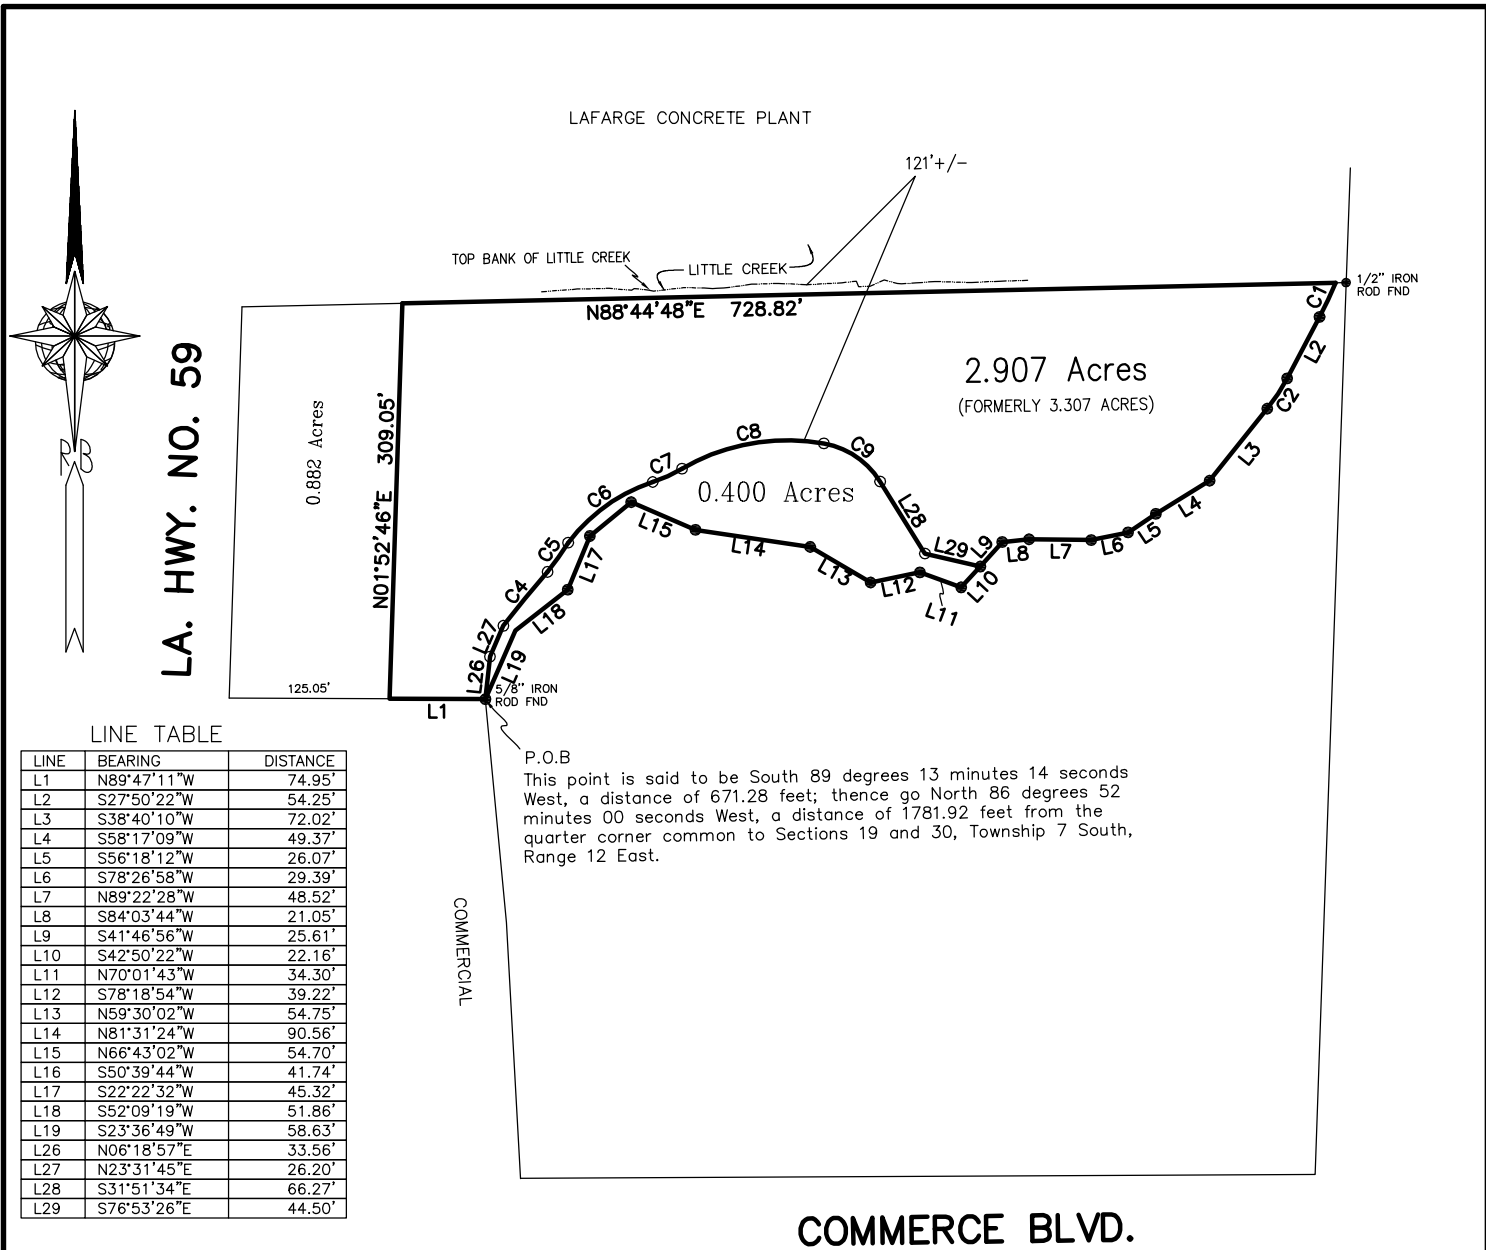 LAFARGE CONCRETE PLANT
121'+/-
TOP BANK OF LITTLE CREEK
LITTLE CREEK
1/2" IRON
ROD FND
N88°44'48"E 728.82'
C1
L2
C2
L3
L4
L5
L6
L7
L8
L9
L10
L11
L12
L13
L14
L15
L17
L18
L19
L26
L27
C4
C5
C6
C7
C8
C9
L28
L29
2.907 Acres
(FORMERLY 3.307 ACRES)
0.400 Acres
0.882 Acres
N01°52'46"E 309.05'
LA. HWY. NO. 59
RB
125.05'
L1
5/8" IRON
ROD FND
P.O.B
This point is said to be South 89 degrees 13 minutes 14 seconds
West, a distance of 671.28 feet; thence go North 86 degrees 52
minutes 00 seconds West, a distance of 1781.92 feet from the
quarter corner common to Sections 19 and 30, Township 7 South,
Range 12 East.
COMMERCIAL
LINE TABLE
LINE BEARING DISTANCE
L1 N89°47'11"W 74.95'
L2 S27°50'22"W 54.25'
L3 S38°40'10"W 72.02'
L4 S58°17'09"W 49.37'
L5 S56°18'12"W 26.07'
L6 S78°26'58"W 29.39'
L7 N89°22'28"W 48.52'
L8 S84°03'44"W 21.05'
L9 S41°46'56"W 25.61'
L10 S42°50'22"W 22.16'
L11 N70°01'43"W 34.30'
L12 S78°18'54"W 39.22'
L13 N59°30'02"W 54.75'
L14 N81°31'24"W 90.56'
L15 N66°43'02"W 54.70'
L16 S50°39'44"W 41.74'
L17 S22°22'32"W 45.32'
L18 S52°09'19"W 51.86'
L19 S23°36'49"W 58.63'
L26 N06°18'57"E 33.56'
L27 N23°31'45"E 26.20'
L28 S31°51'34"E 66.27'
L29 S76°53'26"E 44.50'
COMMERCE BLVD.